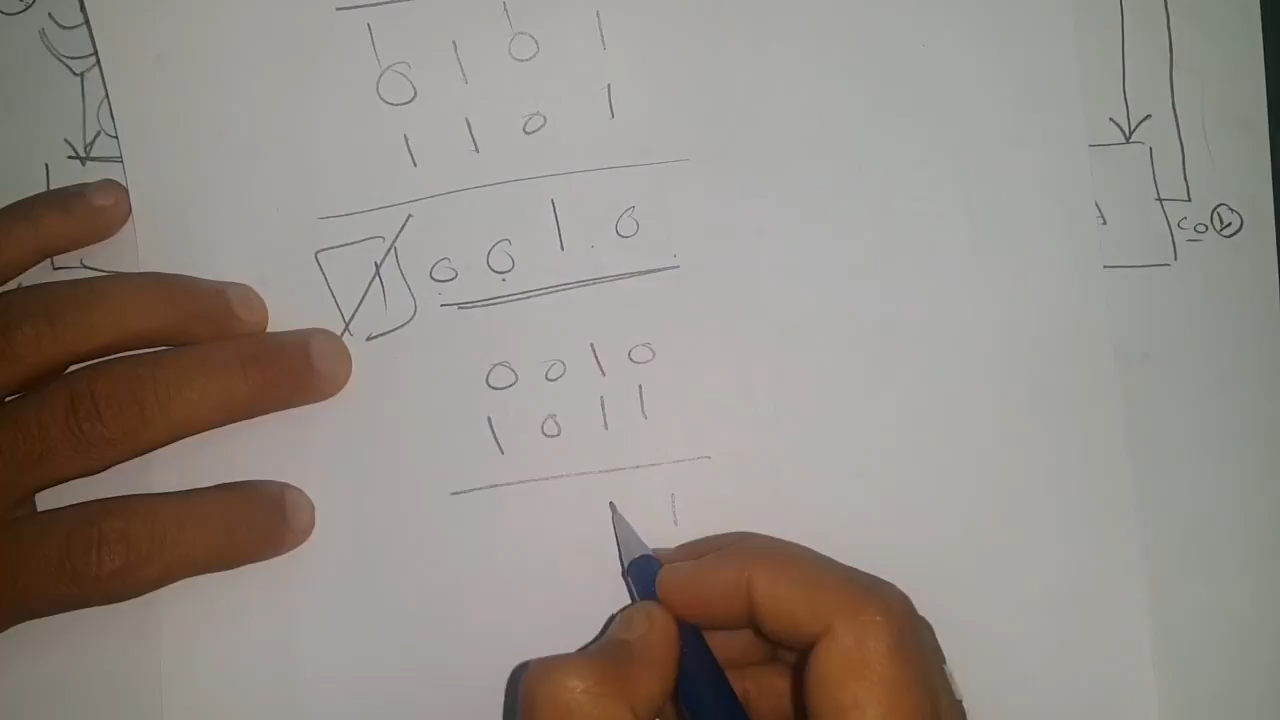 0 1 0 1
1 1 0 1
1 0 0 1 0
0 0 1 0
1 0 1 1
1
co 2